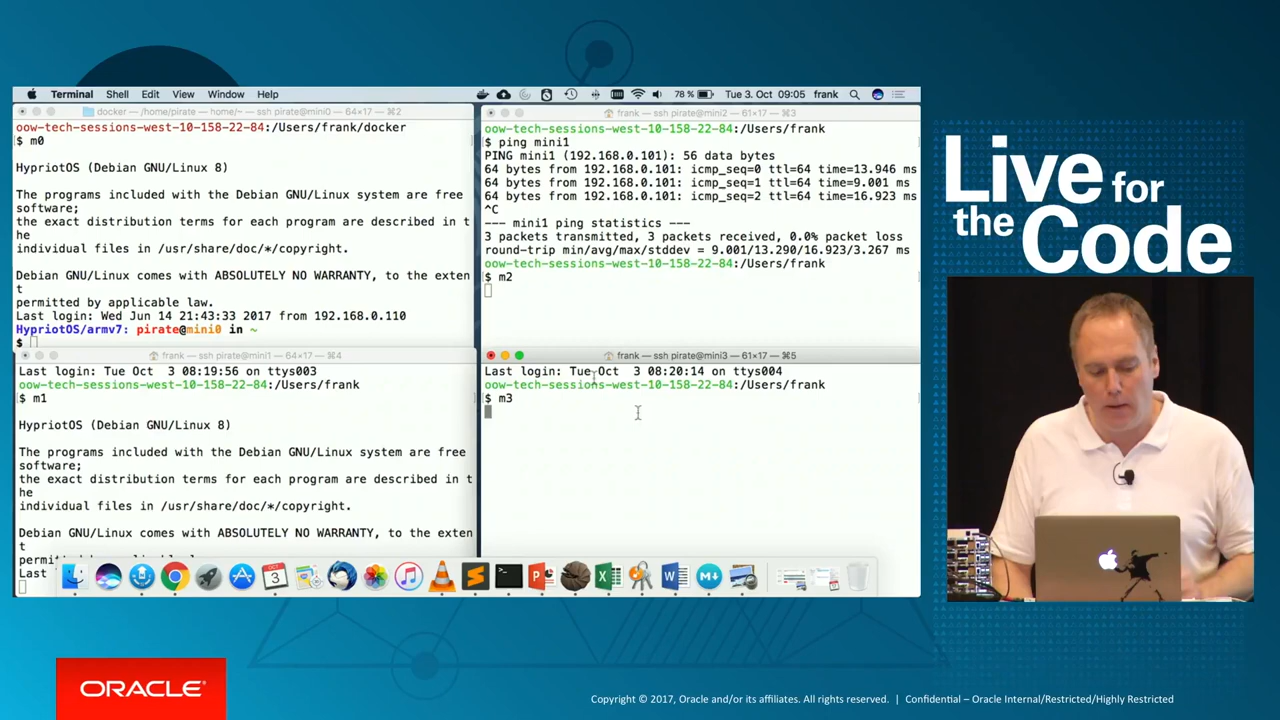 Terminal Shell Edit View Window Help
78 % Tue 3. Oct 09:05 frank
docker — /home/pirate — home/~ — ssh pirate@mini0 — 64×17 — ⌘2
oow-tech-sessions-west-10-158-22-84:/Users/frank/docker
$ m0
HypriotOS (Debian GNU/Linux 8)
The programs included with the Debian GNU/Linux system are free
software;
the exact distribution terms for each program are described in t
he
individual files in /usr/share/doc/*/copyright.
Debian GNU/Linux comes with ABSOLUTELY NO WARRANTY, to the exten
t
permitted by applicable law.
Last login: Wed Jun 14 21:43:33 2017 from 192.168.0.110
HypriotOS/armv7: pirate@mini0 in ~
$
frank — ssh pirate@mini2 — 61×17 — ⌘3
oow-tech-sessions-west-10-158-22-84:/Users/frank
$ ping mini1
PING mini1 (192.168.0.101): 56 data bytes
64 bytes from 192.168.0.101: icmp_seq=0 ttl=64 time=13.946 ms
64 bytes from 192.168.0.101: icmp_seq=1 ttl=64 time=9.001 ms
64 bytes from 192.168.0.101: icmp_seq=2 ttl=64 time=16.923 ms
^C
--- mini1 ping statistics ---
3 packets transmitted, 3 packets received, 0.0% packet loss
round-trip min/avg/max/stddev = 9.001/13.290/16.923/3.267 ms
oow-tech-sessions-west-10-158-22-84:/Users/frank
$ m2
frank — ssh pirate@mini1 — 64×17 — ⌘4
Last login: Tue Oct  3 08:19:56 on ttys003
oow-tech-sessions-west-10-158-22-84:/Users/frank
$ m1
HypriotOS (Debian GNU/Linux 8)
The programs included with the Debian GNU/Linux system are free
software;
the exact distribution terms for each program are described in t
he
individual files in /usr/share/doc/*/copyright.
Debian GNU/Linux comes with ABSOLUTELY NO WARRANTY, to the exten
t
Last
frank — ssh pirate@mini3 — 61×17 — ⌘5
Last login: Tue Oct  3 08:20:14 on ttys004
oow-tech-sessions-west-10-158-22-84:/Users/frank
$ m3
3
Live for
the Code
ORACLE
Copyright © 2017, Oracle and/or its affiliates. All rights reserved. | Confidential – Oracle Internal/Restricted/Highly Restricted